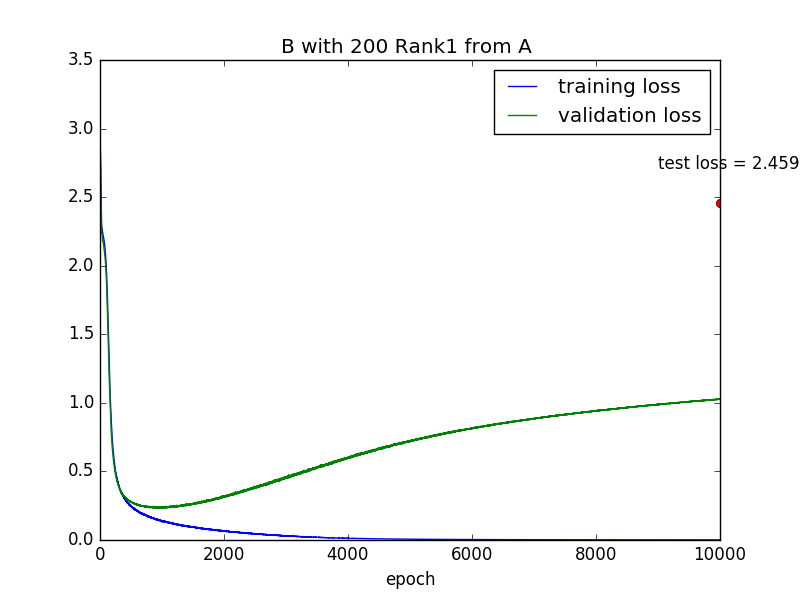 B with 200 Rank1 from A
3.5
3.0
2.5
2.0
1.5
1.0
0.5
0.0
training loss
validation loss
test loss = 2.459
0 2000 4000 6000 8000 10000
epoch